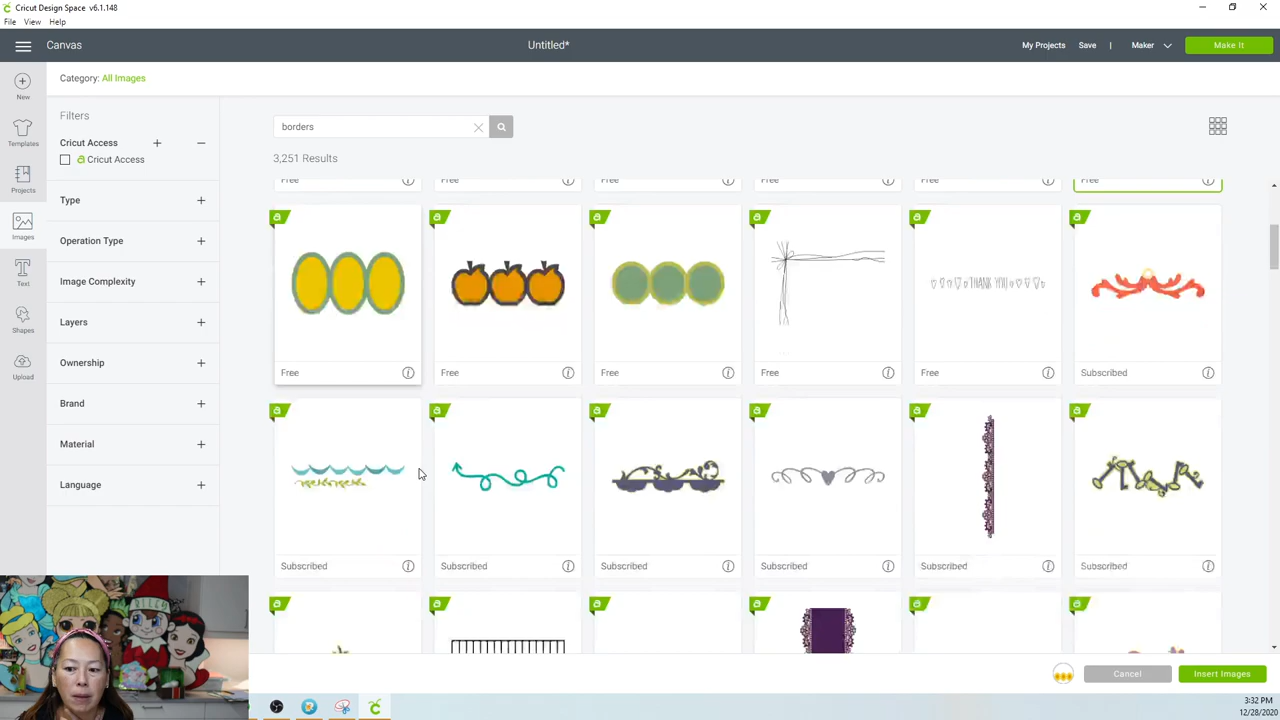 Cricut Design Space v6.1.148
File View Help
Canvas
Untitled*
My Projects Save | Maker Make It
New
Templates
Projects
Images
Text
Shapes
Upload
Category: All Images
Filters
Cricut Access
Cricut Access
Type
Operation Type
Image Complexity
Layers
Ownership
Brand
Material
Language
borders
3,251 Results
Free Free Free Free Free Free
THANK YOU
Free Free Free Free Free Subscribed
Subscribed Subscribed Subscribed Subscribed Subscribed Subscribed
Cancel Insert Images
3:32 PM
12/28/2020